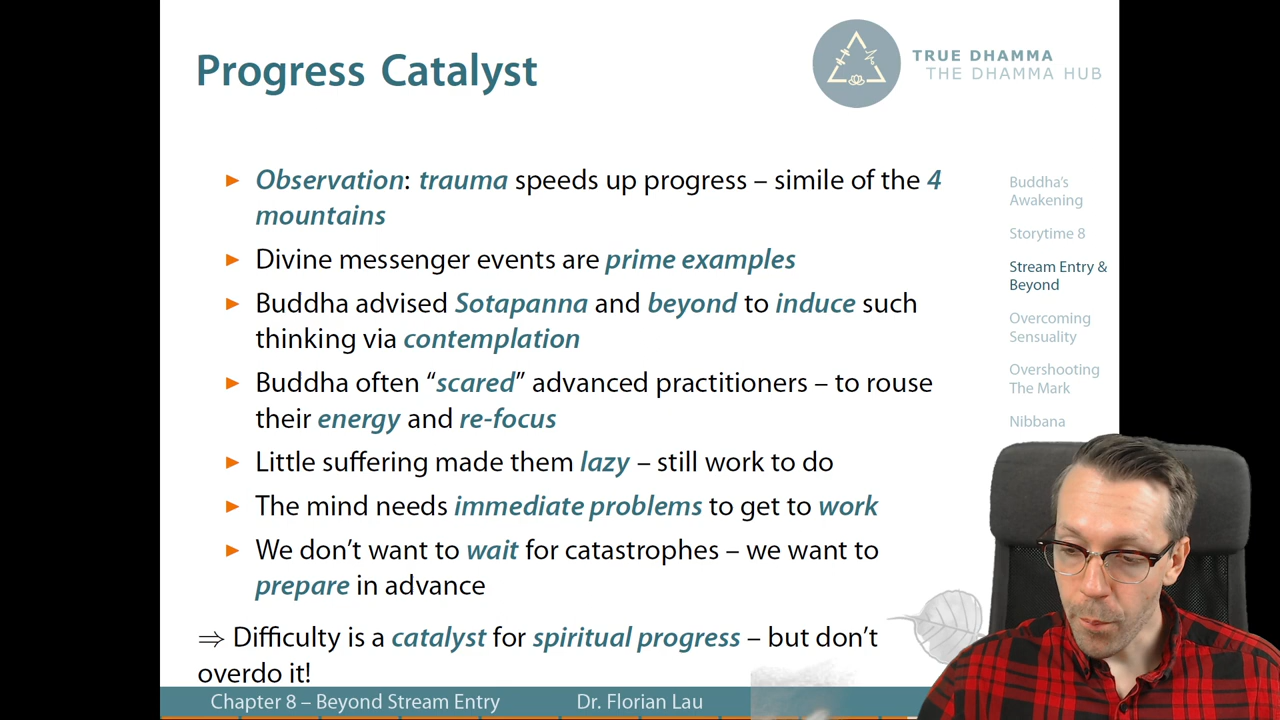 Progress Catalyst
TRUE DHAMMA
THE DHAMMA HUB
Observation: trauma speeds up progress – simile of the 4
mountains
Divine messenger events are prime examples
Buddha advised Sotapanna and beyond to induce such
thinking via contemplation
Buddha often “scared” advanced practitioners – to rouse
their energy and re-focus
Little suffering made them lazy – still work to do
The mind needs immediate problems to get to work
We don’t want to wait for catastrophes – we want to
prepare in advance
⇒ Difficulty is a catalyst for spiritual progress – but don’t
overdo it!
Buddha’s
Awakening
Storytime 8
Stream Entry &
Beyond
Overcoming
Sensuality
Overshooting
The Mark
Nibbana
Chapter 8 – Beyond Stream Entry
Dr. Florian Lau